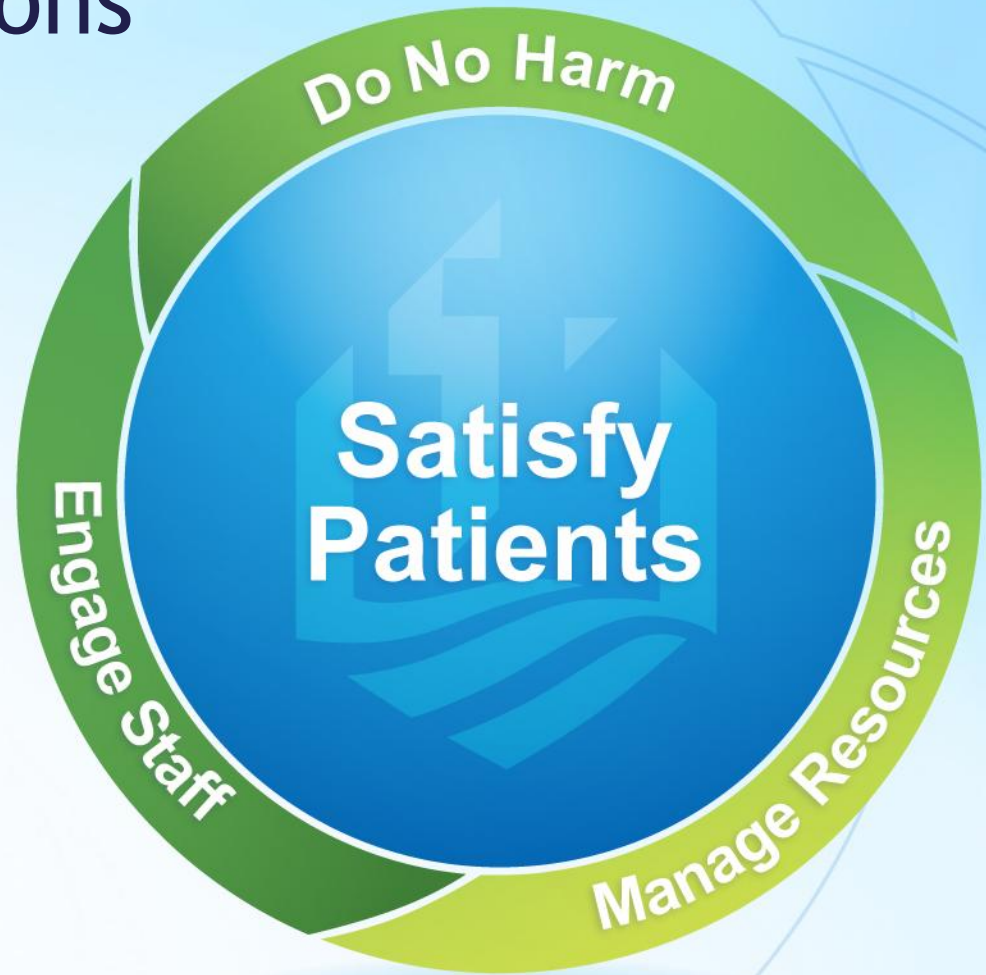 ons
Do No Harm
Satisfy
Patients
Engage Staff
Manage Resources